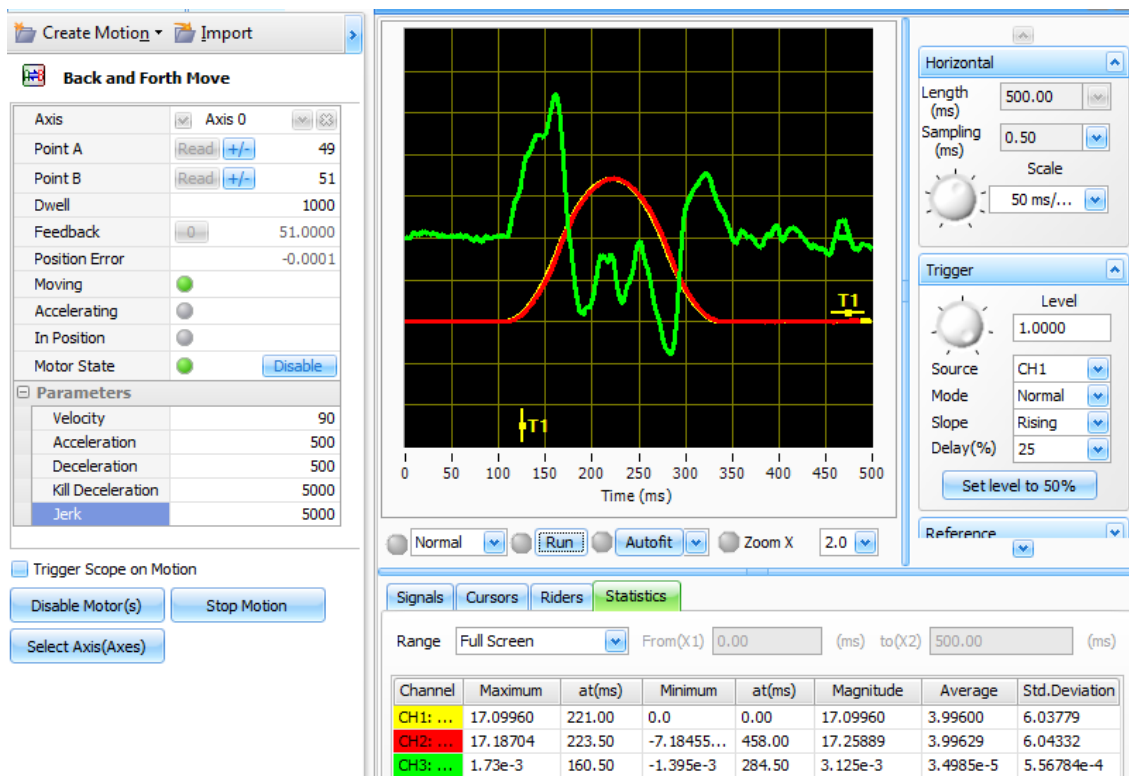 Create Motion Import
Back and Forth Move
Axis Axis 0
Point A Read +/- 49
Point B Read +/- 51
Dwell 1000
Feedback 0 51.0000
Position Error -0.0001
Moving
Accelerating
In Position
Motor State Disable
Parameters
Velocity 90
Acceleration 500
Deceleration 500
Kill Deceleration 5000
Jerk 5000
Trigger Scope on Motion
Disable Motor(s) Stop Motion
Select Axis(Axes)
T1
T1
0 50 100 150 200 250 300 350 400 450 500
Time (ms)
Normal Run Autofit Zoom X 2.0
Horizontal
Length (ms) 500.00
Sampling (ms) 0.50
Scale
50 ms/...
Trigger
Level
1.0000
Source CH1
Mode Normal
Slope Rising
Delay(%) 25
Set level to 50%
Reference
Signals Cursors Riders Statistics
Range Full Screen From(X1) 0.00 (ms) to(X2) 500.00 (ms)
Channel Maximum at(ms) Minimum at(ms) Magnitude Average Std.Deviation
CH1: ... 17.09960 221.00 0.0 0.00 17.09960 3.99600 6.03779
CH2: ... 17.18704 223.50 -7.18455... 458.00 17.25889 3.99629 6.04332
CH3: ... 1.73e-3 160.50 -1.395e-3 284.50 3.125e-3 3.4985e-5 5.56784e-4